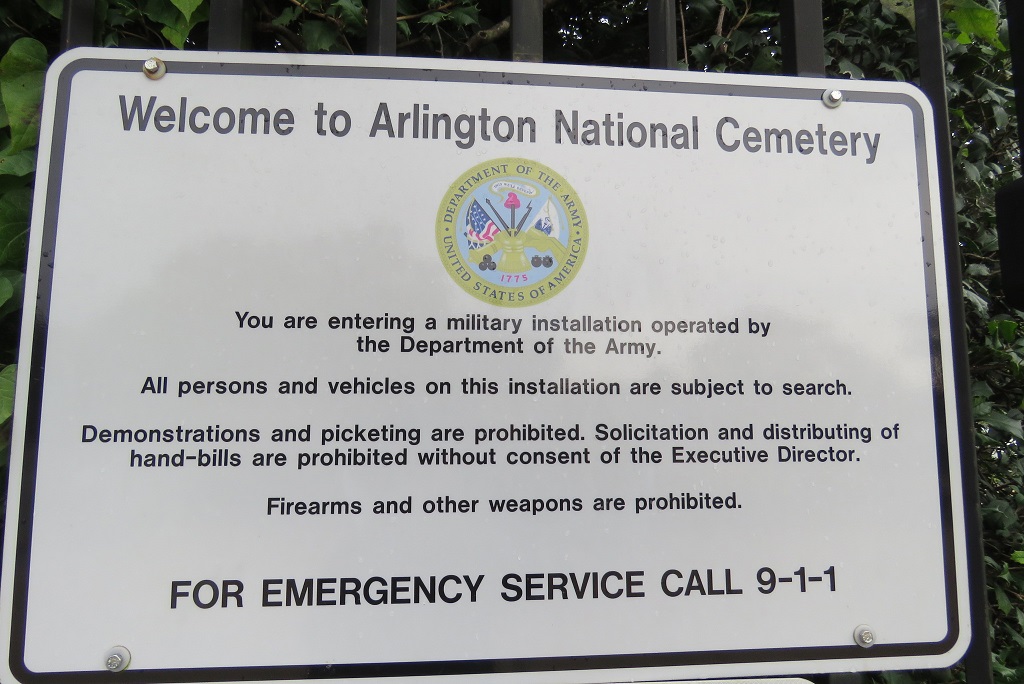 Welcome to Arlington National Cemetery
DEPARTMENT OF THE ARMY
UNITED STATES OF AMERICA
1775
You are entering a military installation operated by
the Department of the Army.
All persons and vehicles on this installation are subject to search.
Demonstrations and picketing are prohibited. Solicitation and distributing of
hand-bills are prohibited without consent of the Executive Director.
Firearms and other weapons are prohibited.
FOR EMERGENCY SERVICE CALL 9-1-1